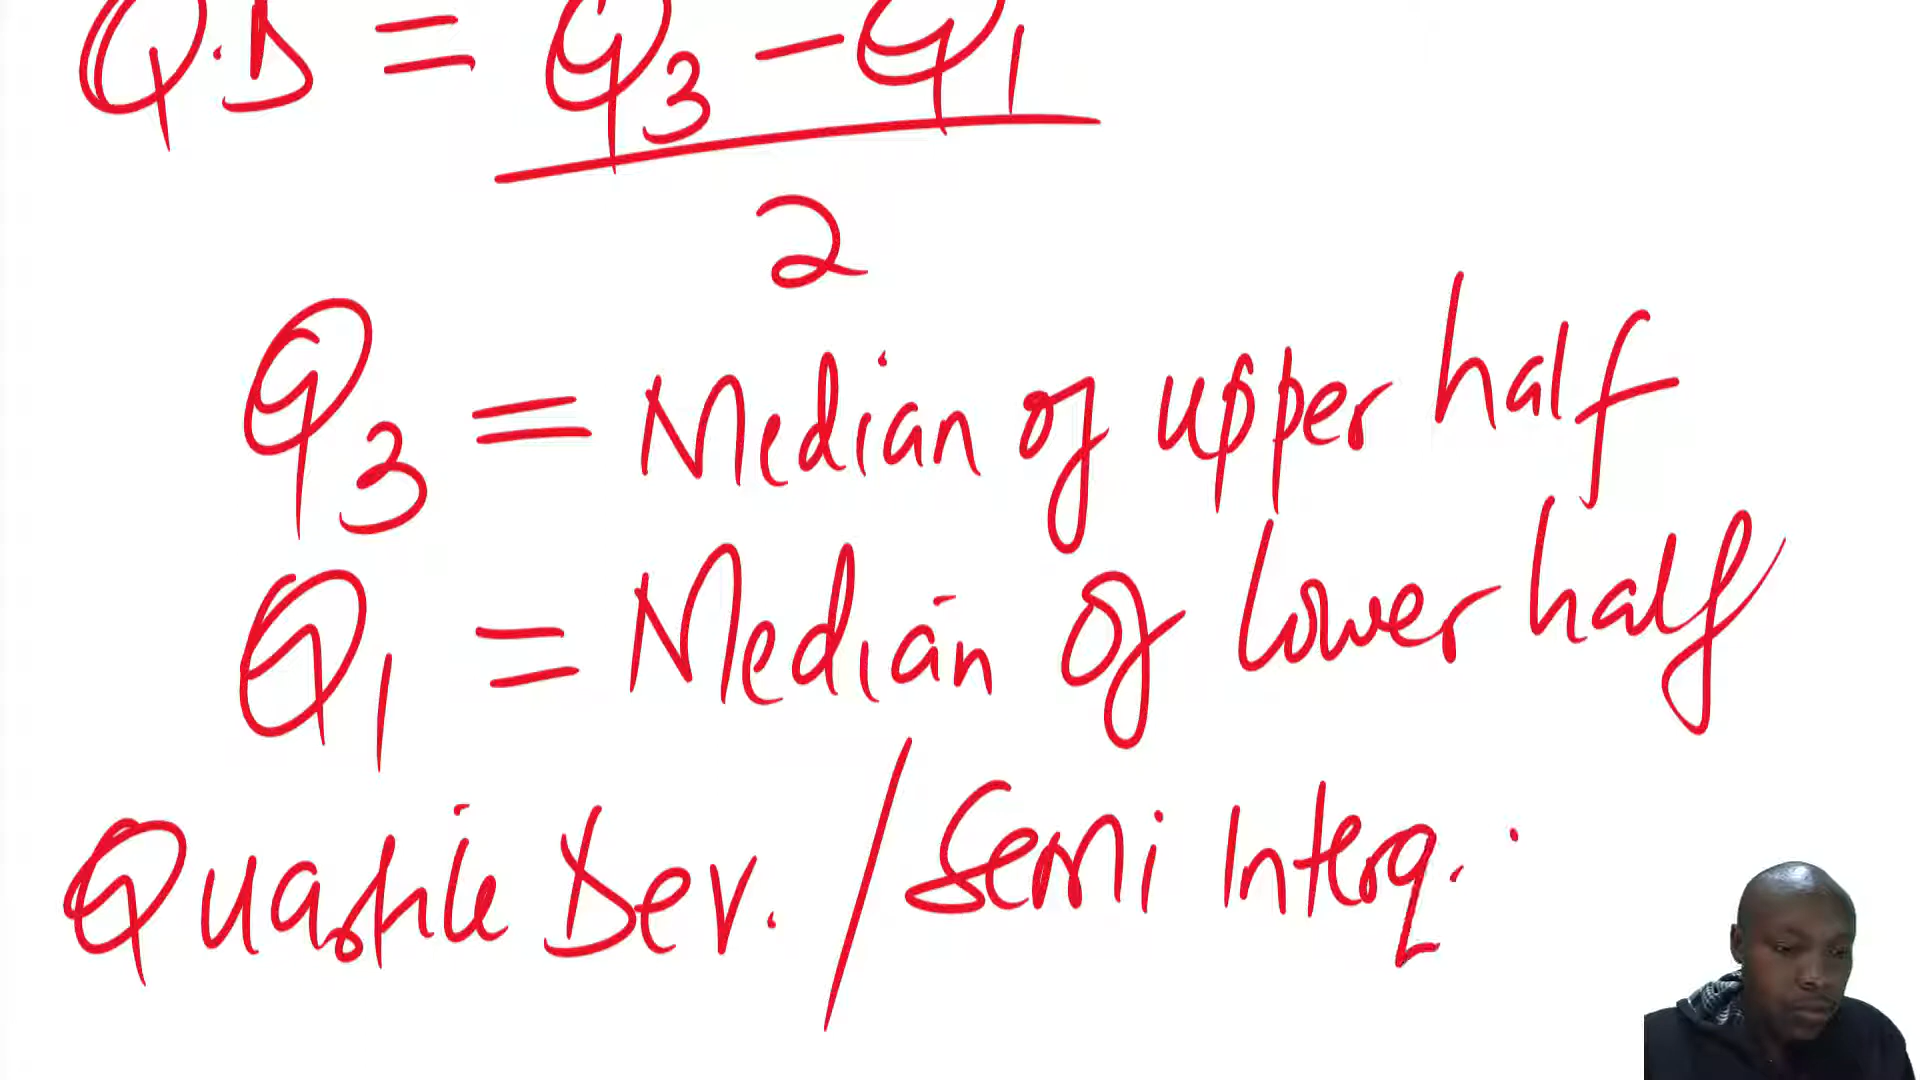 Q.D = Q3 - Q1
2
Q3 = Median of upper half
Q1 = Median of lower half
Quartile Dev. / Semi Interq..